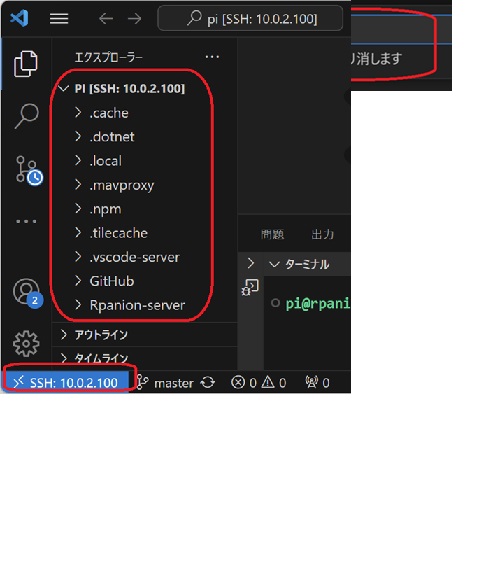 pi [SSH: 10.0.2.100]
り消します
エクスプローラー
PI [SSH: 10.0.2.100]
.cache
.dotnet
.local
.mavproxy
.npm
.tilecache
.vscode-server
GitHub
Rpanion-server
アウトライン
タイムライン
問題 出力
ターミナル
pi@rpani
2
SSH: 10.0.2.100 master 0 0 0